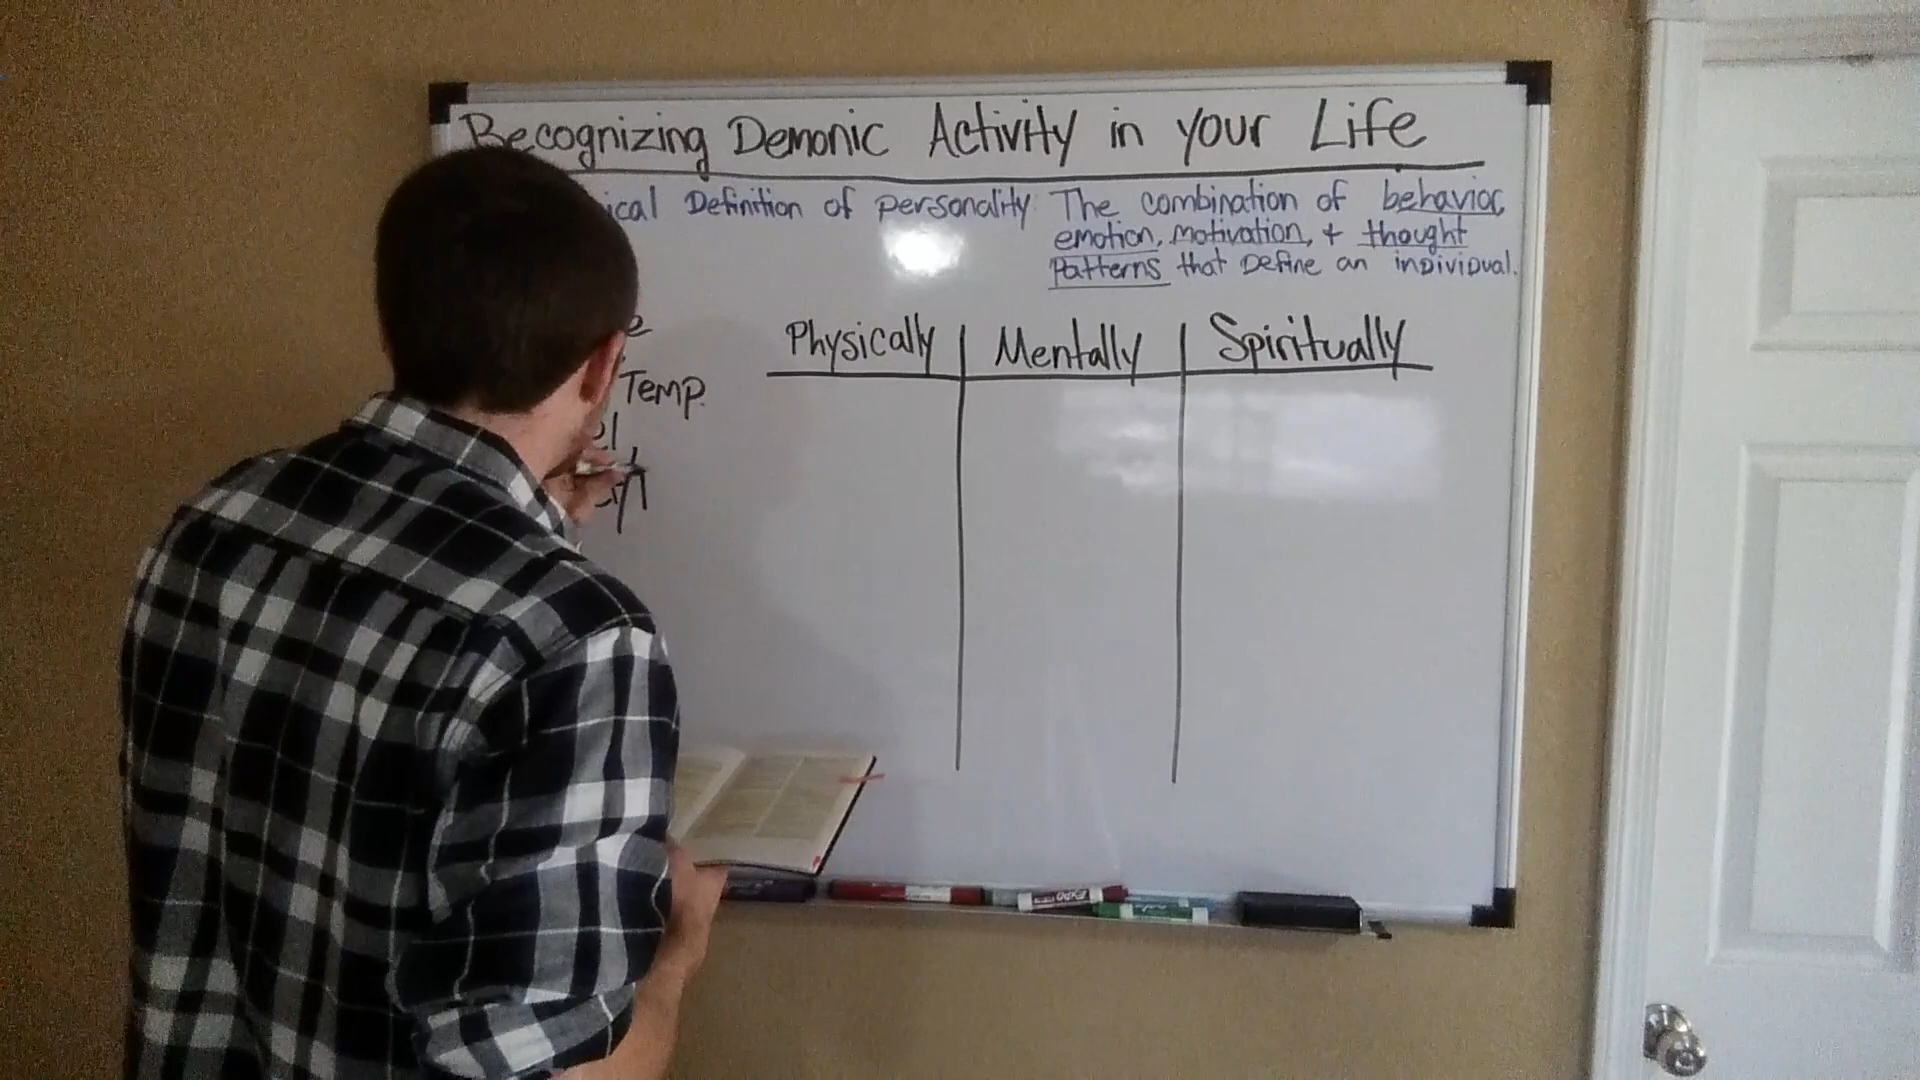 Recognizing Demonic Activity in your Life
Definition of personality: The combination of behavior,
emotion, motivation, + thought
patterns that define an individual.
Temp.
Physically Mentally Spiritually
EXPO